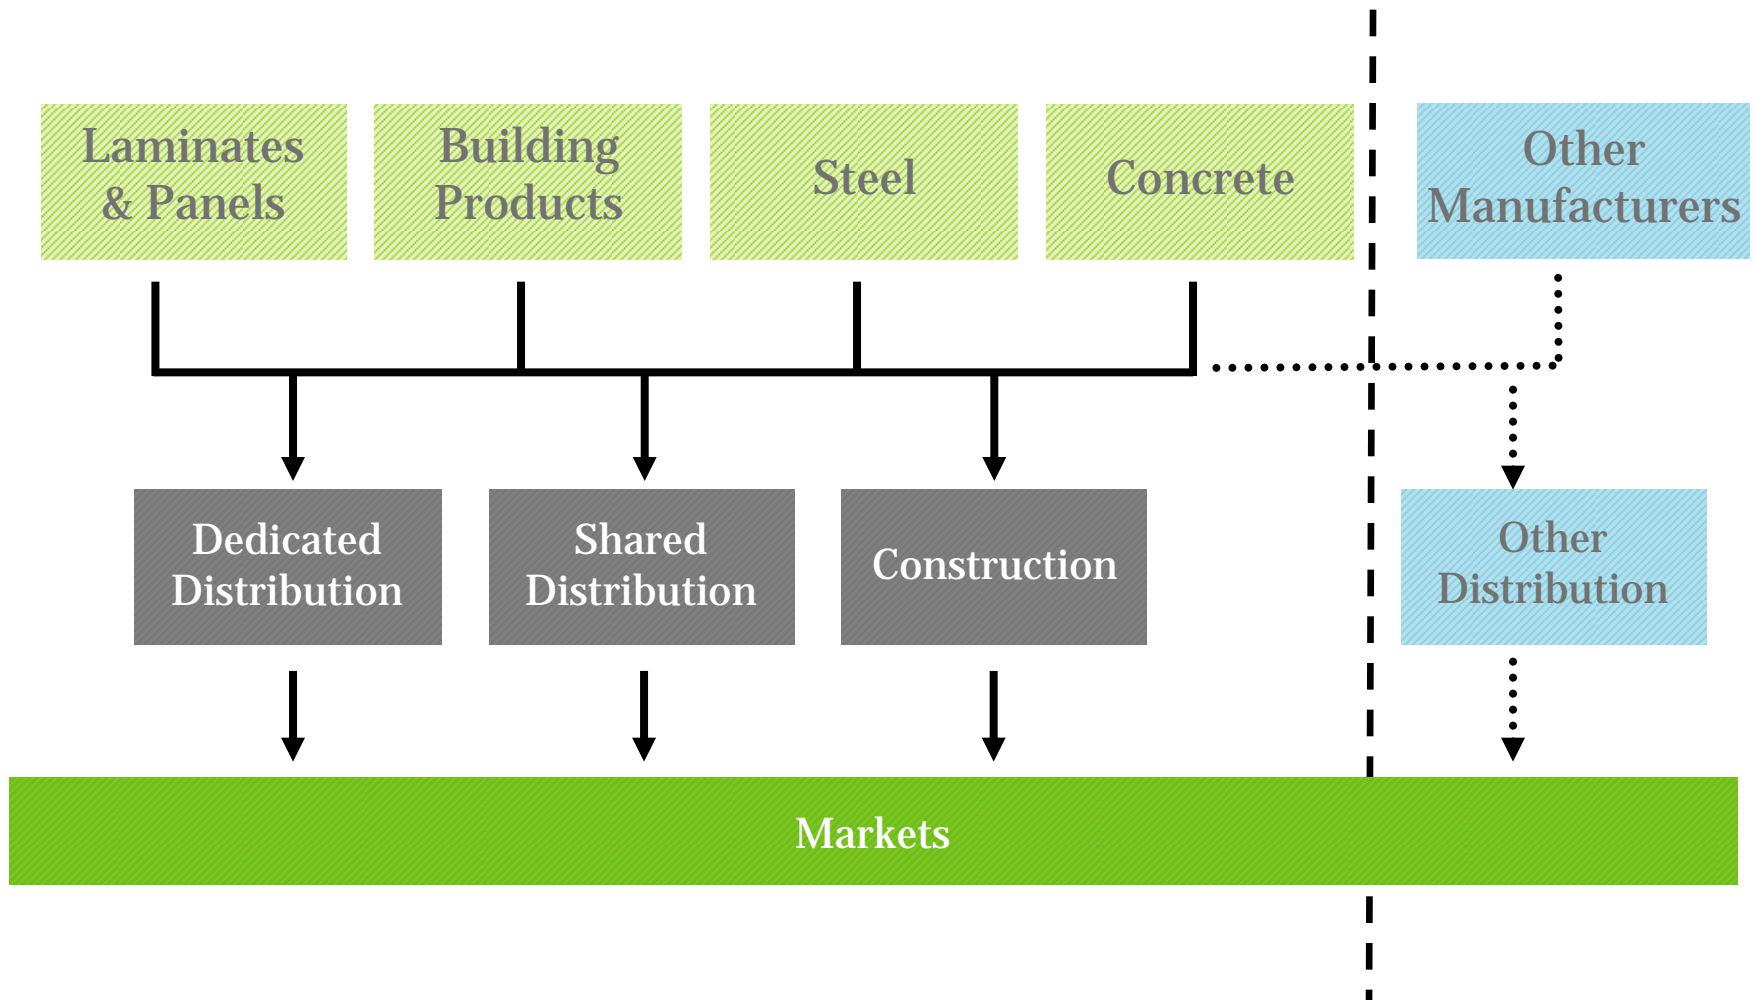 Laminates
& Panels
Building
Products
Steel
Concrete
Other
Manufacturers
Dedicated
Distribution
Shared
Distribution
Construction
Other
Distribution
Markets